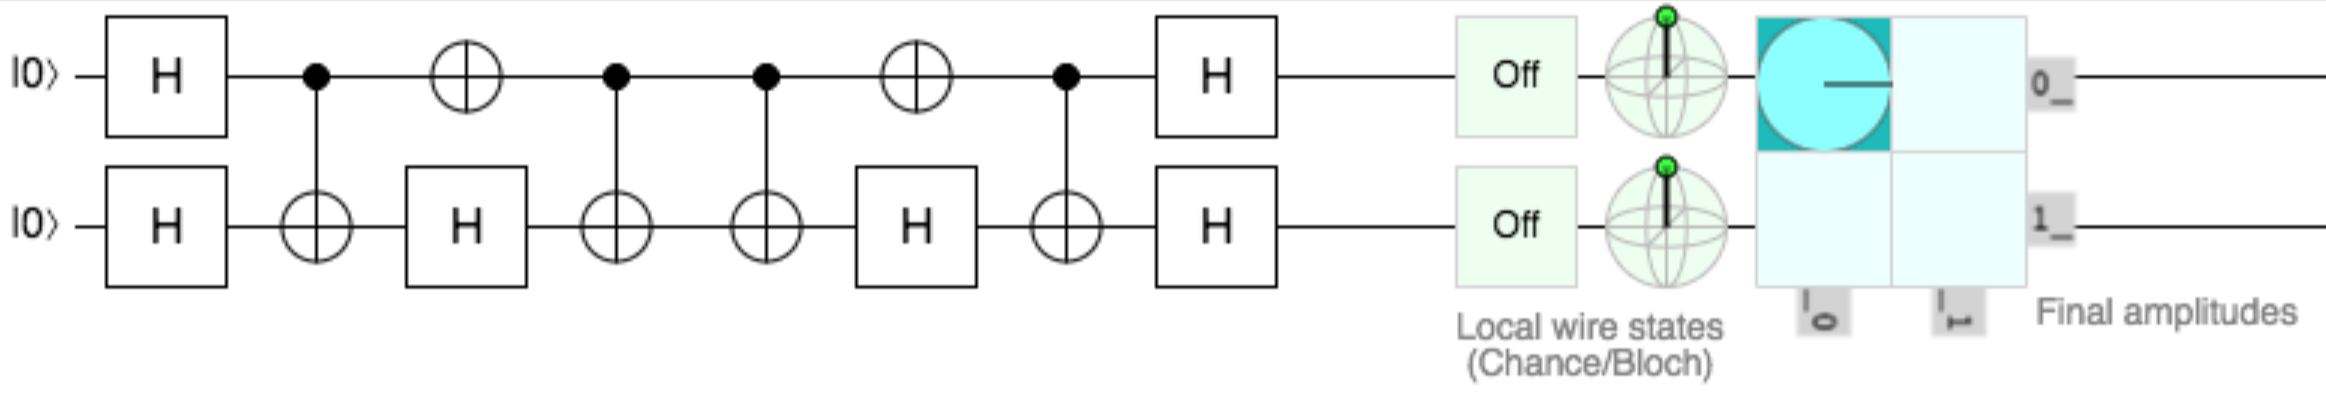 |0⟩ H H Off 0_
|0⟩ H H H H Off 1_
_0 _1
Local wire states
(Chance/Bloch)
Final amplitudes